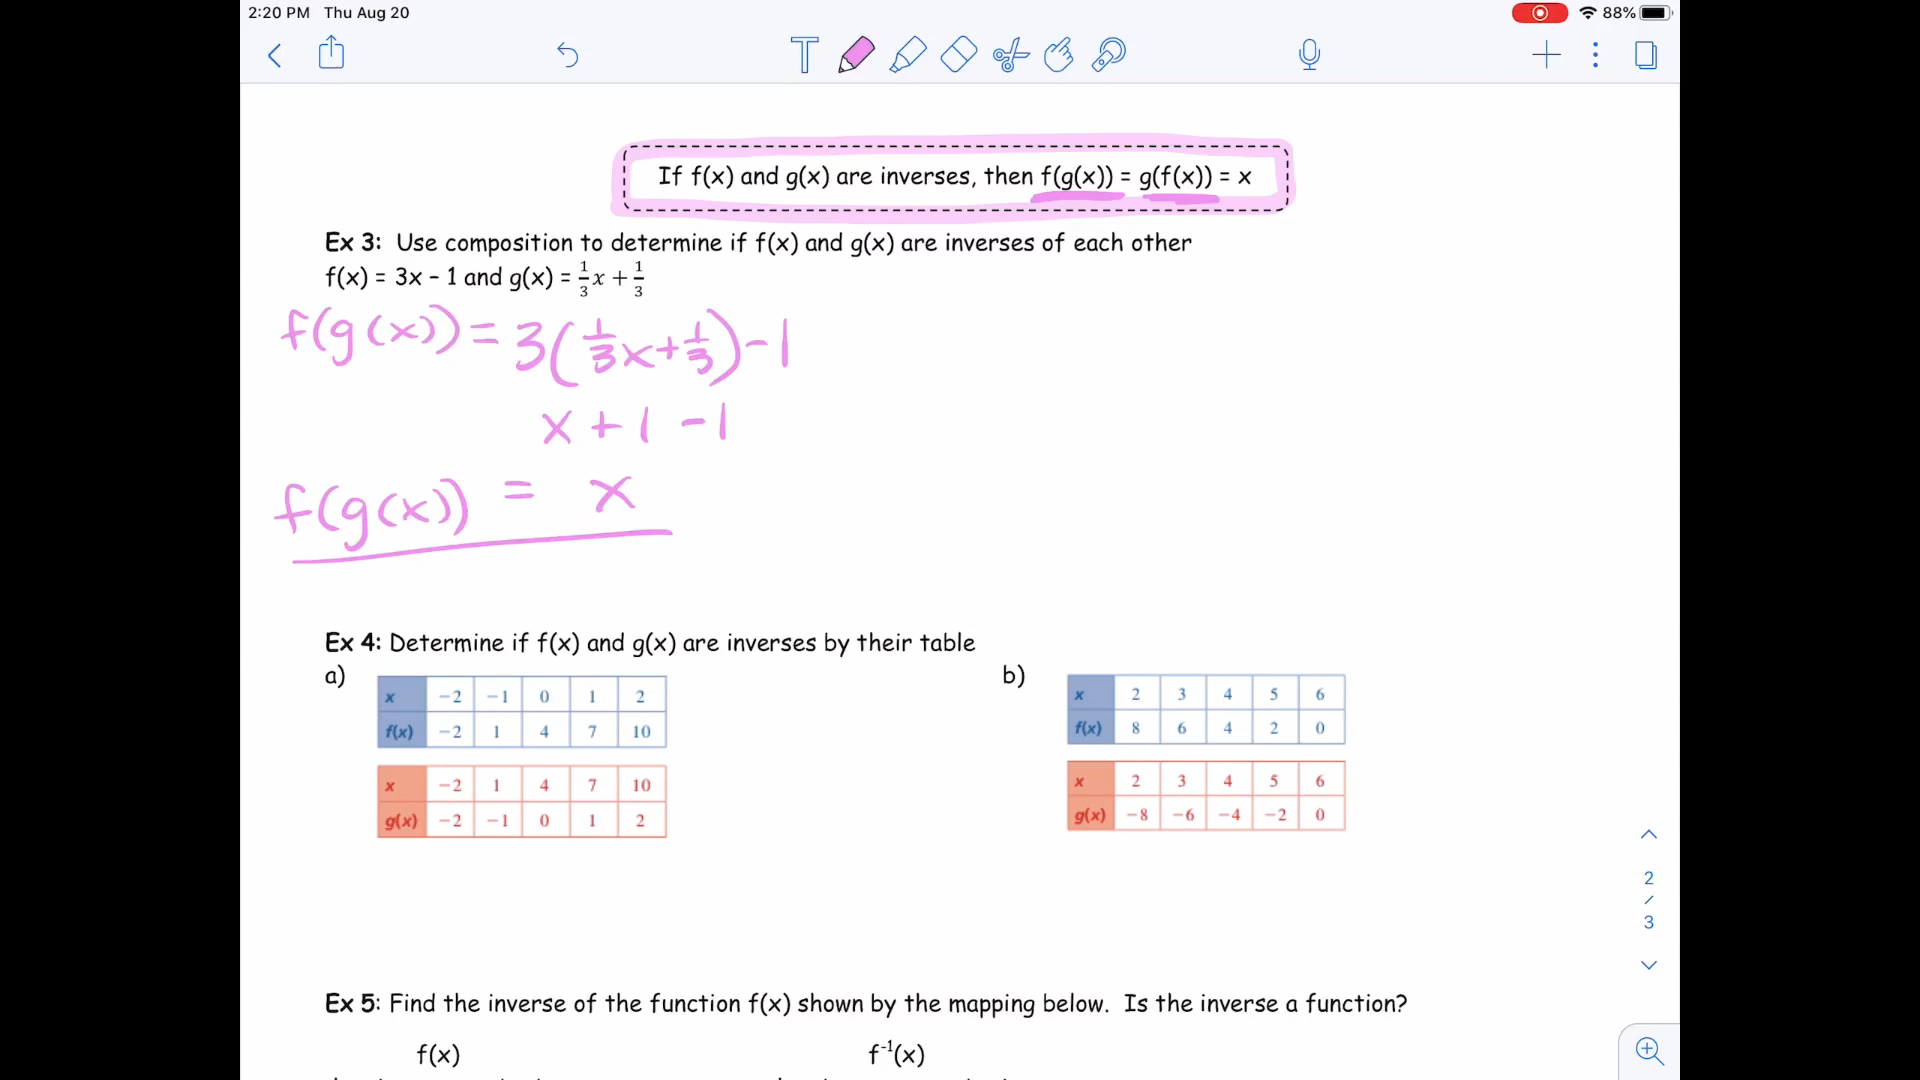 2:20 PM Thu Aug 20
88%
If f(x) and g(x) are inverses, then f(g(x)) = g(f(x)) = x
Ex 3: Use composition to determine if f(x) and g(x) are inverses of each other
f(x) = 3x – 1 and g(x) = 1/3 x + 1/3
f(g(x)) = 3(1/3 x + 1/3) - 1
x + 1 - 1
f(g(x)) = x
Ex 4: Determine if f(x) and g(x) are inverses by their table
a)
x −2 −1 0 1 2
f(x) −2 1 4 7 10
x −2 1 4 7 10
g(x) −2 −1 0 1 2
b)
x 2 3 4 5 6
f(x) 8 6 4 2 0
x 2 3 4 5 6
g(x) −8 −6 −4 −2 0
2
/
3
Ex 5: Find the inverse of the function f(x) shown by the mapping below. Is the inverse a function?
f(x) f⁻¹(x)